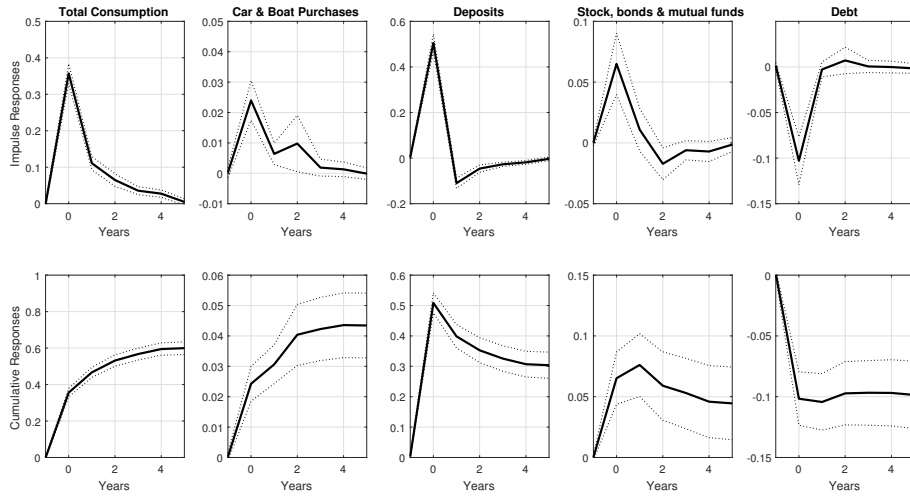 Total Consumption
Car & Boat Purchases
Deposits
Stock, bonds & mutual funds
Debt
Impulse Responses
0.5
0.4
0.3
0.2
0.1
0
0 2 4
Years
0.05
0.04
0.03
0.02
0.01
0
-0.01
0 2 4
Years
0.6
0.4
0.2
0
-0.2
0 2 4
Years
0.1
0.05
0
-0.05
0 2 4
Years
0
-0.05
-0.1
-0.15
0 2 4
Years
Cumulative Responses
1
0.8
0.6
0.4
0.2
0
0 2 4
Years
0.06
0.05
0.04
0.03
0.02
0.01
0
0 2 4
Years
0.6
0.5
0.4
0.3
0.2
0.1
0
0 2 4
Years
0.15
0.1
0.05
0
0 2 4
Years
0
-0.05
-0.1
-0.15
0 2 4
Years